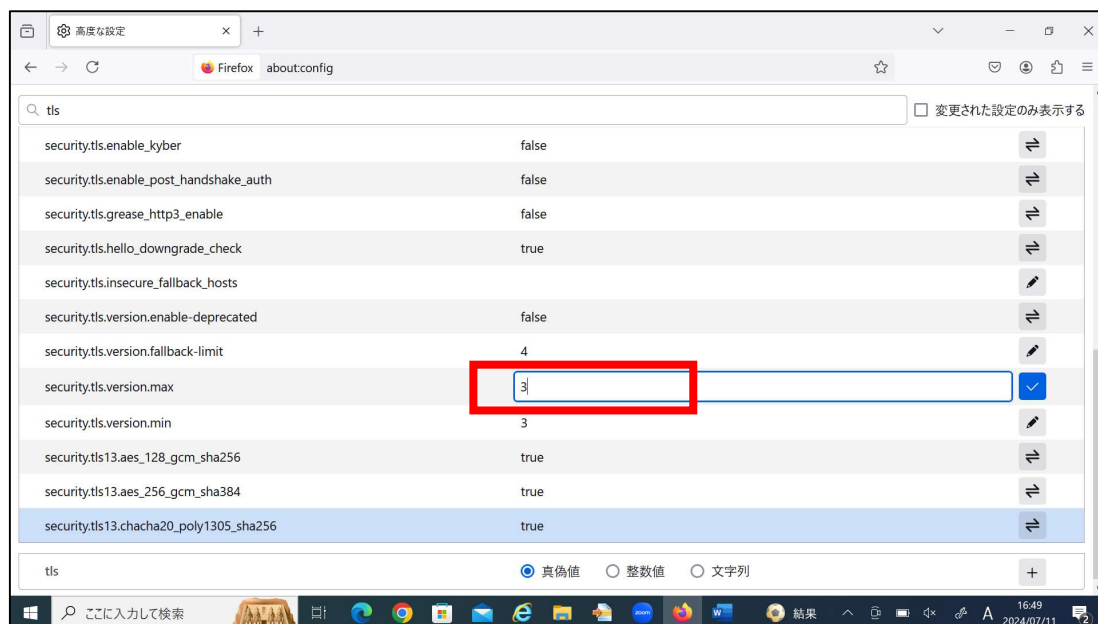 高度な設定
Firefox about:config
tls 変更された設定のみ表示する
security.tls.enable_kyber false
security.tls.enable_post_handshake_auth false
security.tls.grease_http3_enable false
security.tls.hello_downgrade_check true
security.tls.insecure_fallback_hosts
security.tls.version.enable-deprecated false
security.tls.version.fallback-limit 4
security.tls.version.max 3
security.tls.version.min 3
security.tls13.aes_128_gcm_sha256 true
security.tls13.aes_256_gcm_sha384 true
security.tls13.chacha20_poly1305_sha256 true
tls 真偽値 整数値 文字列
ここに入力して検索 zoom W 結果 A 16:49
2024/07/11 2